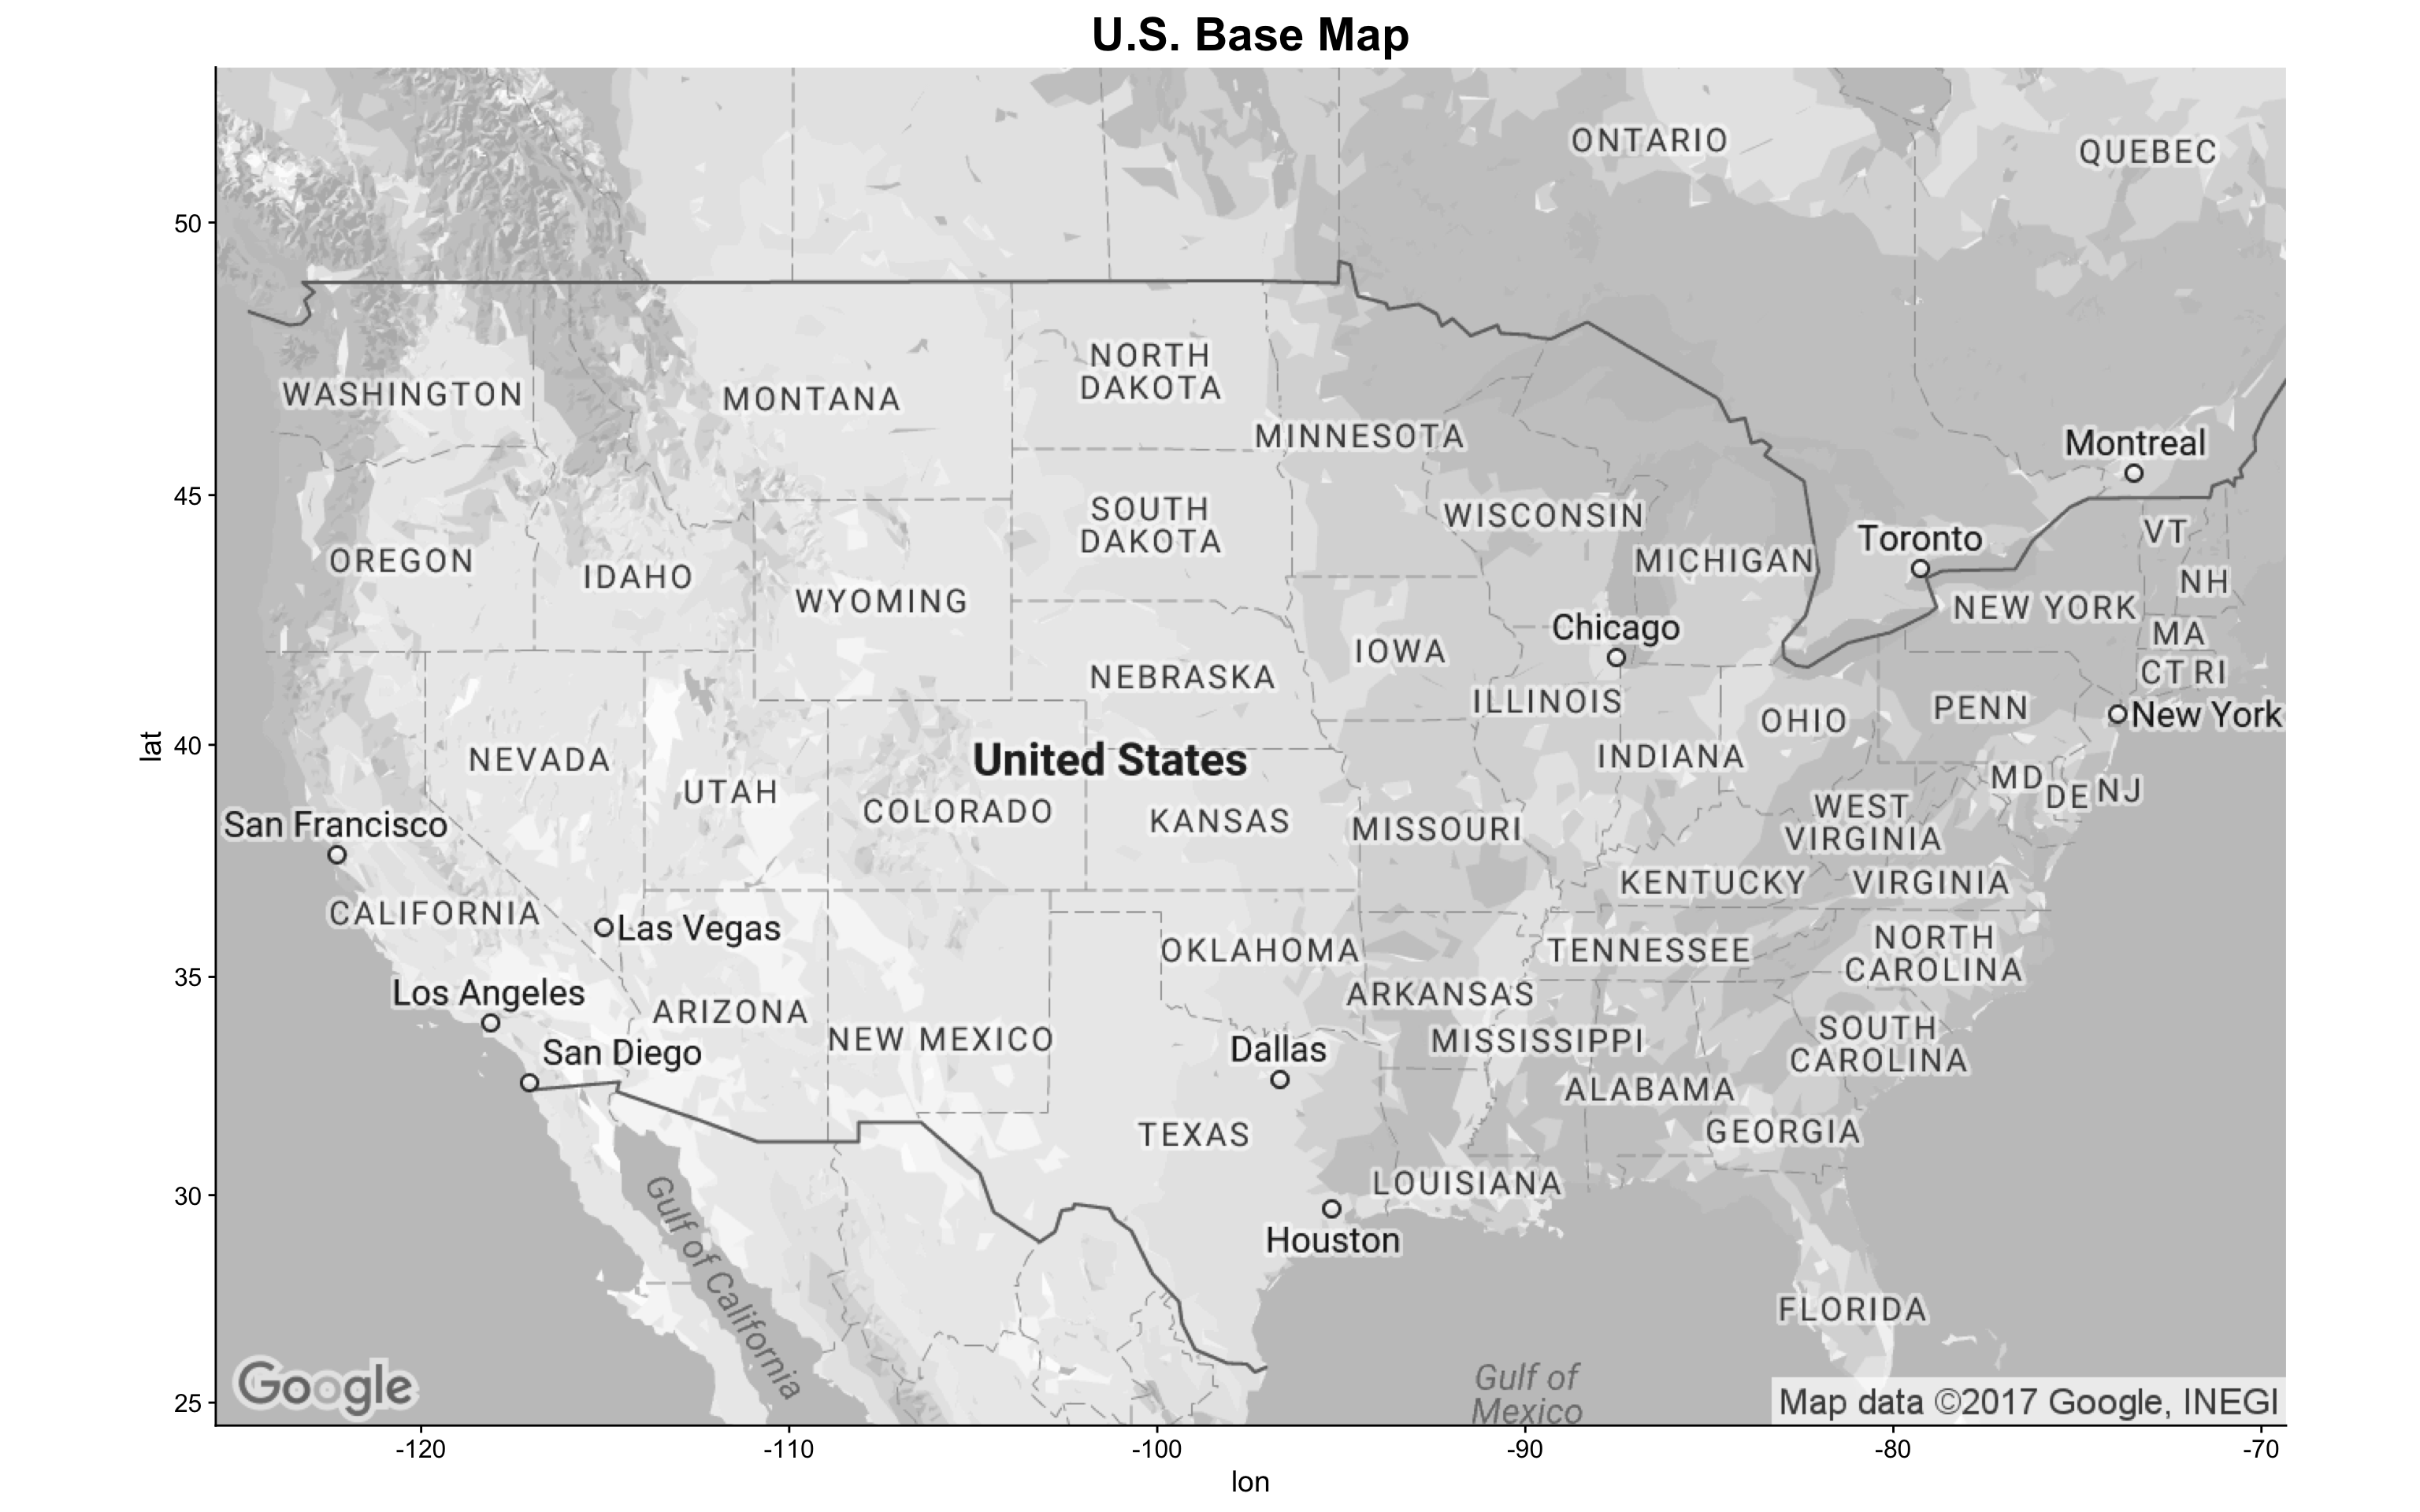 U.S. Base Map
ONTARIO
QUEBEC
50
NORTH
DAKOTA
WASHINGTON
MONTANA
MINNESOTA
Montreal
45
SOUTH
DAKOTA
WISCONSIN
VT
Toronto
OREGON
IDAHO
MICHIGAN
NH
WYOMING
NEW YORK
Chicago
MA
IOWA
NEBRASKA
CT RI
ILLINOIS
PENN
New York
OHIO
lat
40
NEVADA
United States
INDIANA
UTAH
MD
DE
NJ
COLORADO
KANSAS
MISSOURI
WEST
VIRGINIA
San Francisco
KENTUCKY
VIRGINIA
CALIFORNIA
Las Vegas
OKLAHOMA
TENNESSEE
NORTH
CAROLINA
35
Los Angeles
ARIZONA
ARKANSAS
NEW MEXICO
MISSISSIPPI
SOUTH
CAROLINA
San Diego
Dallas
ALABAMA
TEXAS
GEORGIA
30
LOUISIANA
Houston
Gulf of California
FLORIDA
Google
Gulf of
Mexico
25
Map data ©2017 Google, INEGI
-120
-110
-100
-90
-80
-70
lon